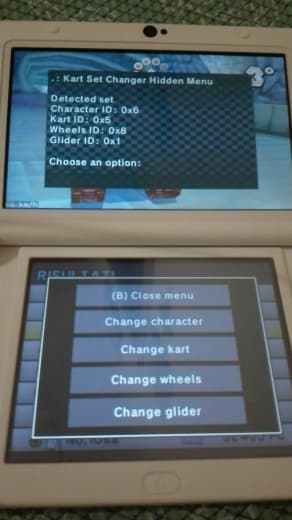 .: Kart Set Changer Hidden Menu
3°
Detected set
Character ID: 0x6
Kart ID: 0x5
Wheels ID: 0x8
Glider ID: 0x1
Choose an option:
km/h
RISULTATI
(B) Close menu
Change character
Change kart
Change wheels
Change glider